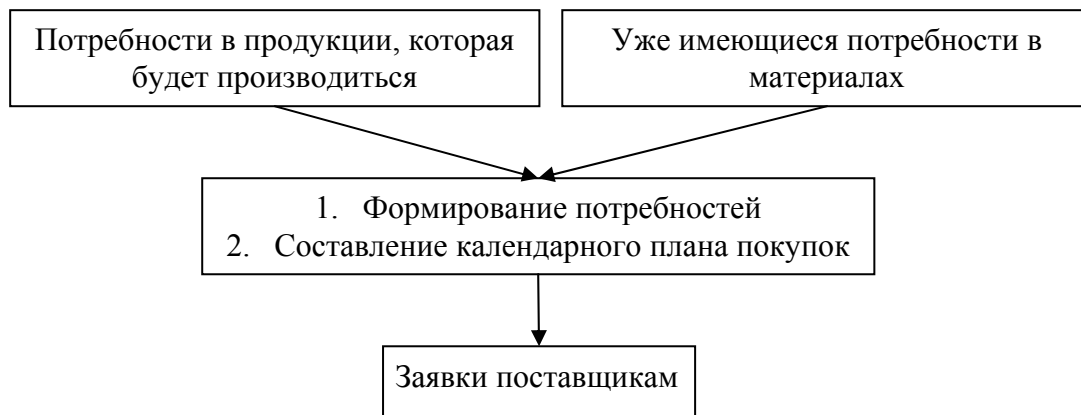 Потребности в продукции, которая
будет производиться
Уже имеющиеся потребности в
материалах
1. Формирование потребностей
2. Составление календарного плана покупок
Заявки поставщикам